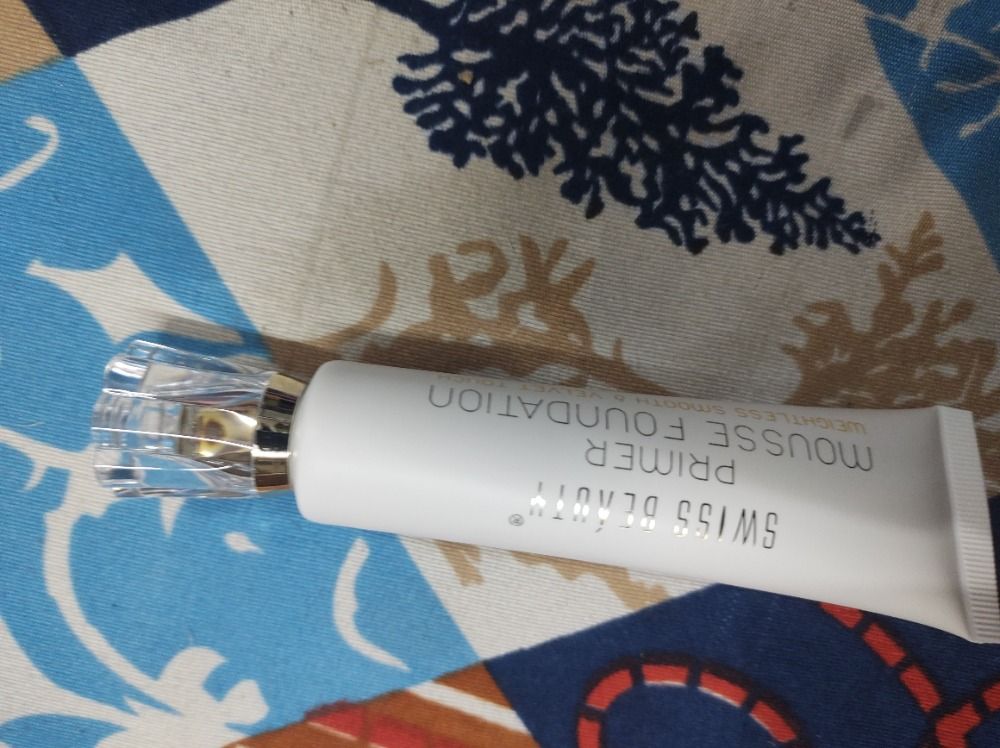 SWISS BEAUTY®
PRIMER
MOUSSE FOUNDATION
WEIGHTLESS SMOOTH & VELVET TOUCH